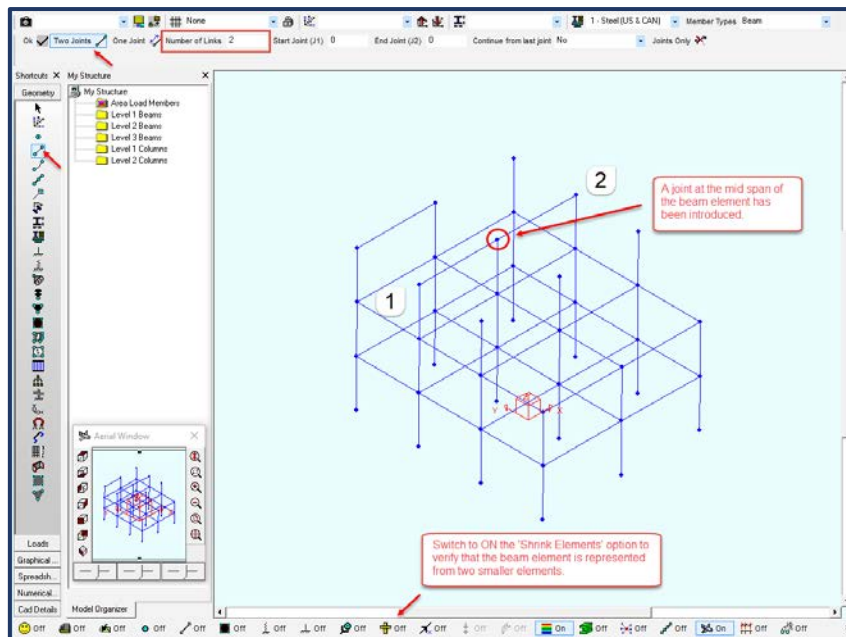 None
1 - Steel(US & CAN)
Member Types
Beam
Ok
Two Joints
One Joint
Number of Links 2
Start Joint (J1) 0
End Joint (J2) 0
Continue from last joint No
Joints Only
Shortcuts X
My Structure X
Geometry
My Structure
Area Load Members
Level 1 Beams
Level 2 Beams
Level 3 Beams
Level 1 Columns
Level 2 Columns
2
A joint at the mid span of
the beam element has
been introduced.
1
Y
X
Aerial Window
Switch to ON the 'Shrink Elements' option to
verify that the beam element is represented
from two smaller elements.
Loads
Graphical...
Spreadsh...
Numerical...
Cad Details
Model Organizer
Off Off Off Off Off Off Off Off Off Off Off Off Off On Off Off Off On Off Off